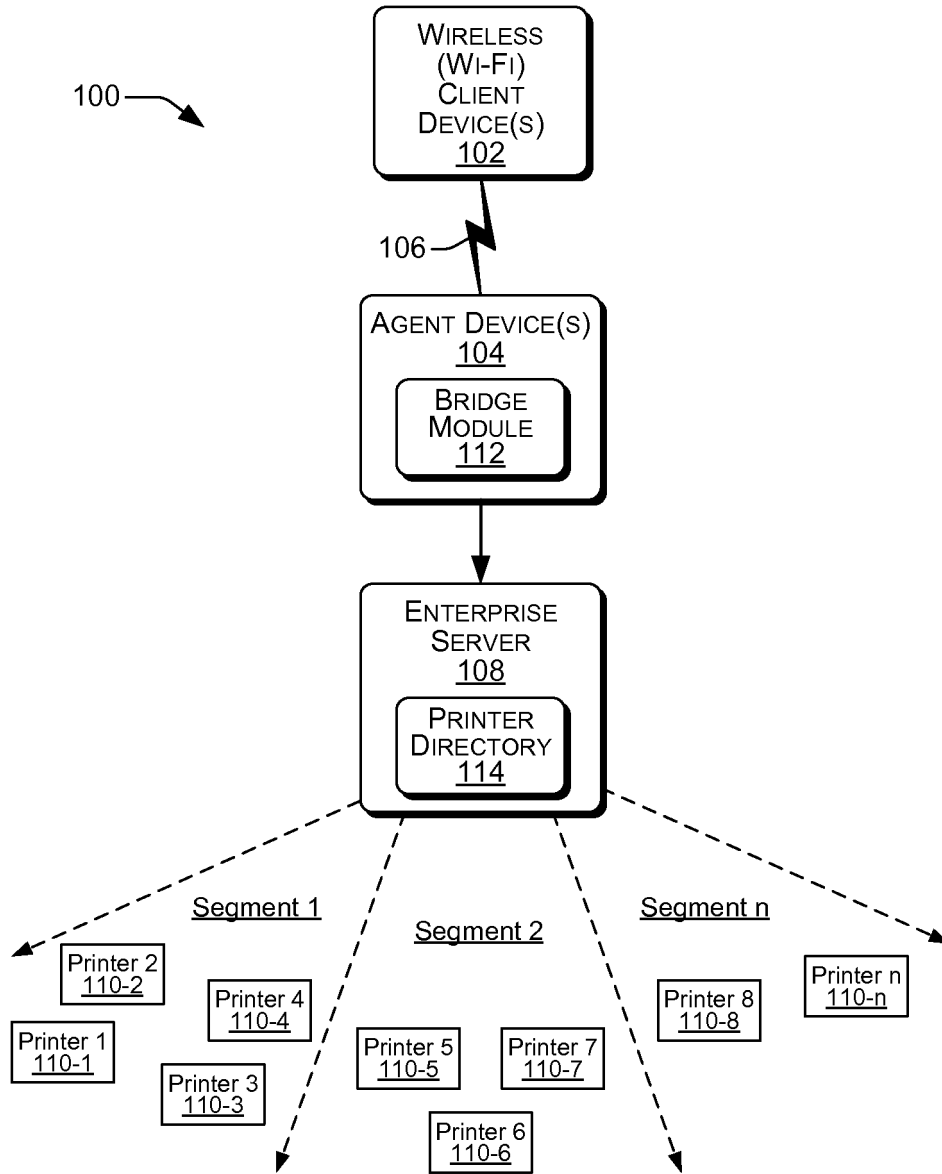 100
WIRELESS
(WI-FI)
CLIENT
DEVICE(S)
102
106
AGENT DEVICE(S)
104
BRIDGE
MODULE
112
ENTERPRISE
SERVER
108
PRINTER
DIRECTORY
114
Segment 1
Segment 2
Segment n
Printer 2
110-2
Printer 1
110-1
Printer 4
110-4
Printer 3
110-3
Printer 5
110-5
Printer 7
110-7
Printer 6
110-6
Printer 8
110-8
Printer n
110-n